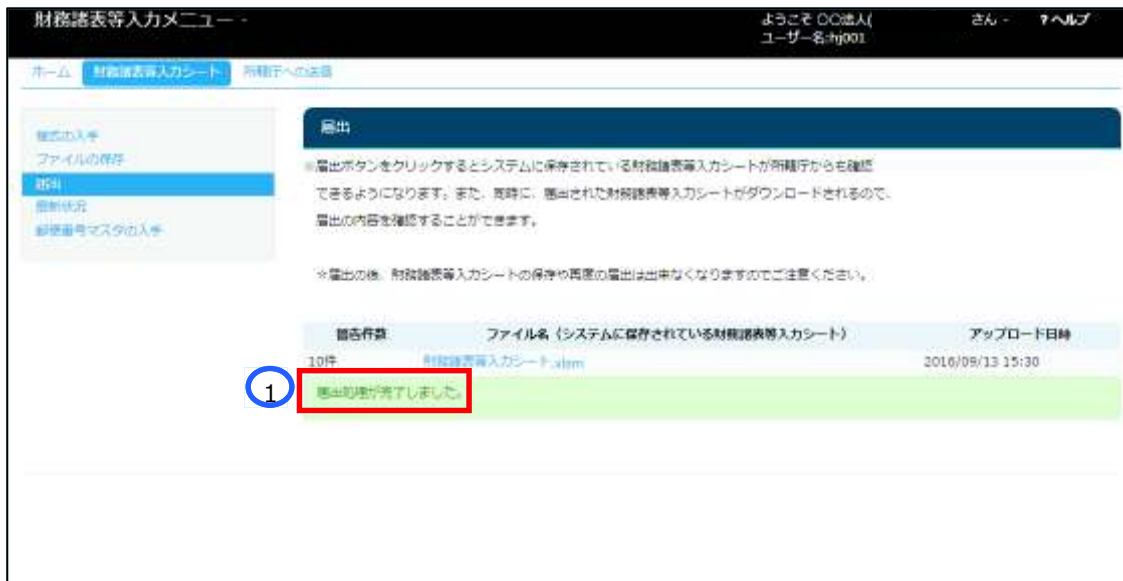 財務諸表等入力メニュー -
ようこそ 〇〇法人(
さん -
?ヘルプ
ユーザー名:hj001
ホーム
財務諸表等入力シート
所轄庁への送信
様式の入手
ファイルの保存
届出
最新状況
郵便番号マスタの入手
届出
※届出ボタンをクリックするとシステムに保存されている財務諸表等入力シートが所轄庁からも確認
できるようになります。また、同時に、届出された財務諸表等入力シートがダウンロードされるので、
届出の内容を確認することができます。
※届出の後、財務諸表等入力シートの保存や再度の届出は出来なくなりますのでご注意ください。
ファイル名(システムに保存されている財務諸表等入力シート)
アップロード日時
10件
財務諸表等入力シート.xlsm
2016/09/13 15:30
1
届出処理が完了しました。